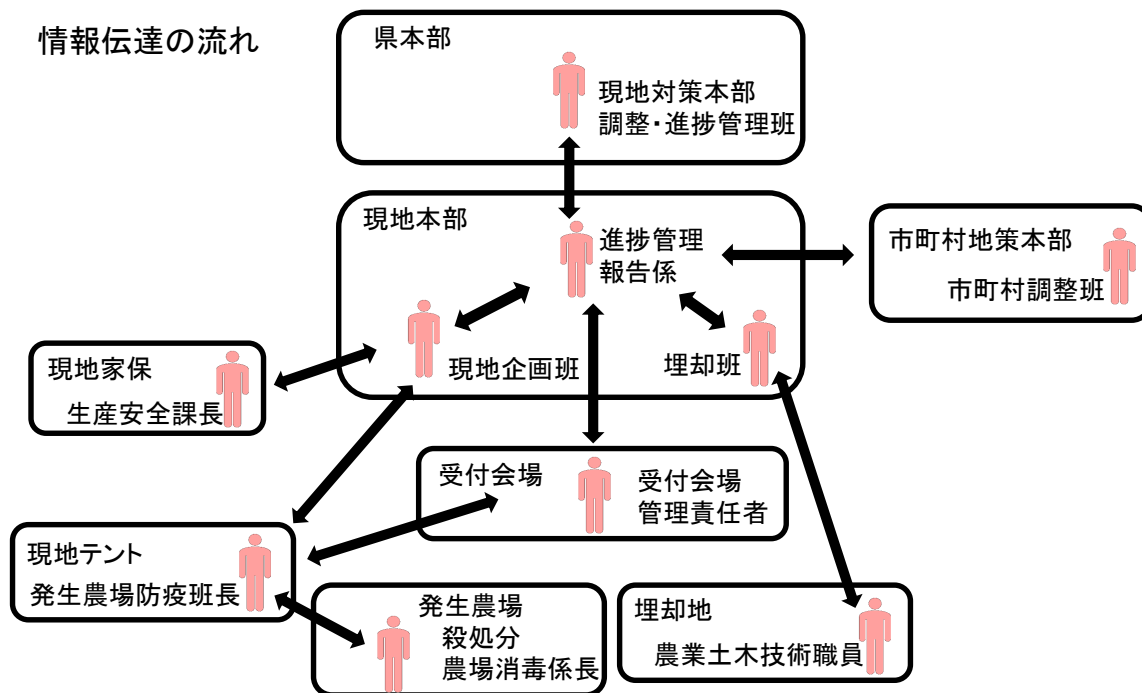 情報伝達の流れ
県本部
現地対策本部
調整・進捗管理班
現地本部
進捗管理
報告係
現地企画班
埋却班
市町村地策本部
市町村調整班
現地家保
生産安全課長
受付会場
受付会場
管理責任者
現地テント
発生農場防疫班長
発生農場
殺処分
農場消毒係長
埋却地
農業土木技術職員